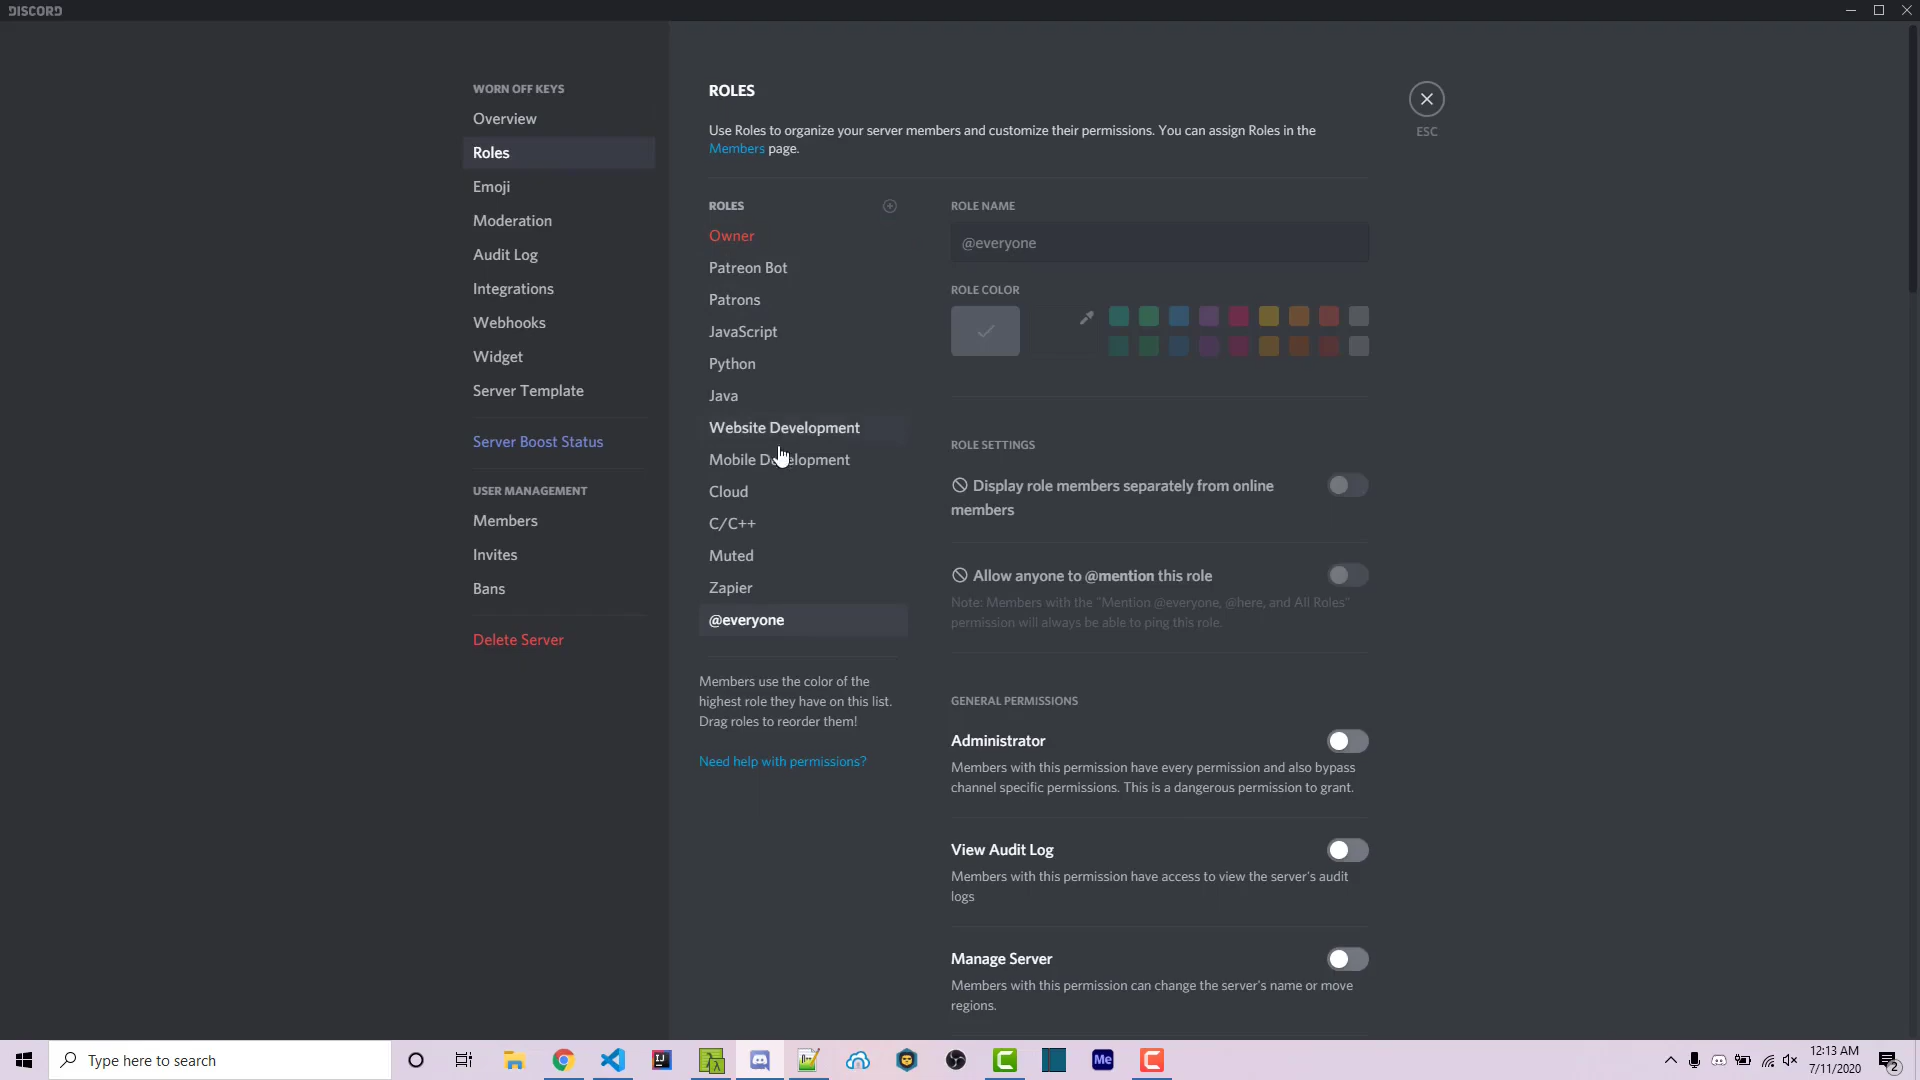 DISCORD
WORN OFF KEYS
Overview
Roles
Emoji
Moderation
Audit Log
Integrations
Webhooks
Widget
Server Template
Server Boost Status
USER MANAGEMENT
Members
Invites
Bans
Delete Server
ROLES
Use Roles to organize your server members and customize their permissions. You can assign Roles in the
Members page.
ESC
ROLES
Owner
Patreon Bot
Patrons
JavaScript
Python
Java
Website Development
Mobile Development
Cloud
C/C++
Muted
Zapier
@everyone
Members use the color of the
highest role they have on this list.
Drag roles to reorder them!
Need help with permissions?
ROLE NAME
@everyone
ROLE COLOR
ROLE SETTINGS
Display role members separately from online
members
Allow anyone to @mention this role
Note: Members with the "Mention @everyone, @here, and All Roles"
permission will always be able to ping this role.
GENERAL PERMISSIONS
Administrator
Members with this permission have every permission and also bypass
channel specific permissions. This is a dangerous permission to grant.
View Audit Log
Members with this permission have access to view the server's audit
logs
Manage Server
Members with this permission can change the server's name or move
regions.
Type here to search
IJ
Me
12:13 AM
7/11/2020
2